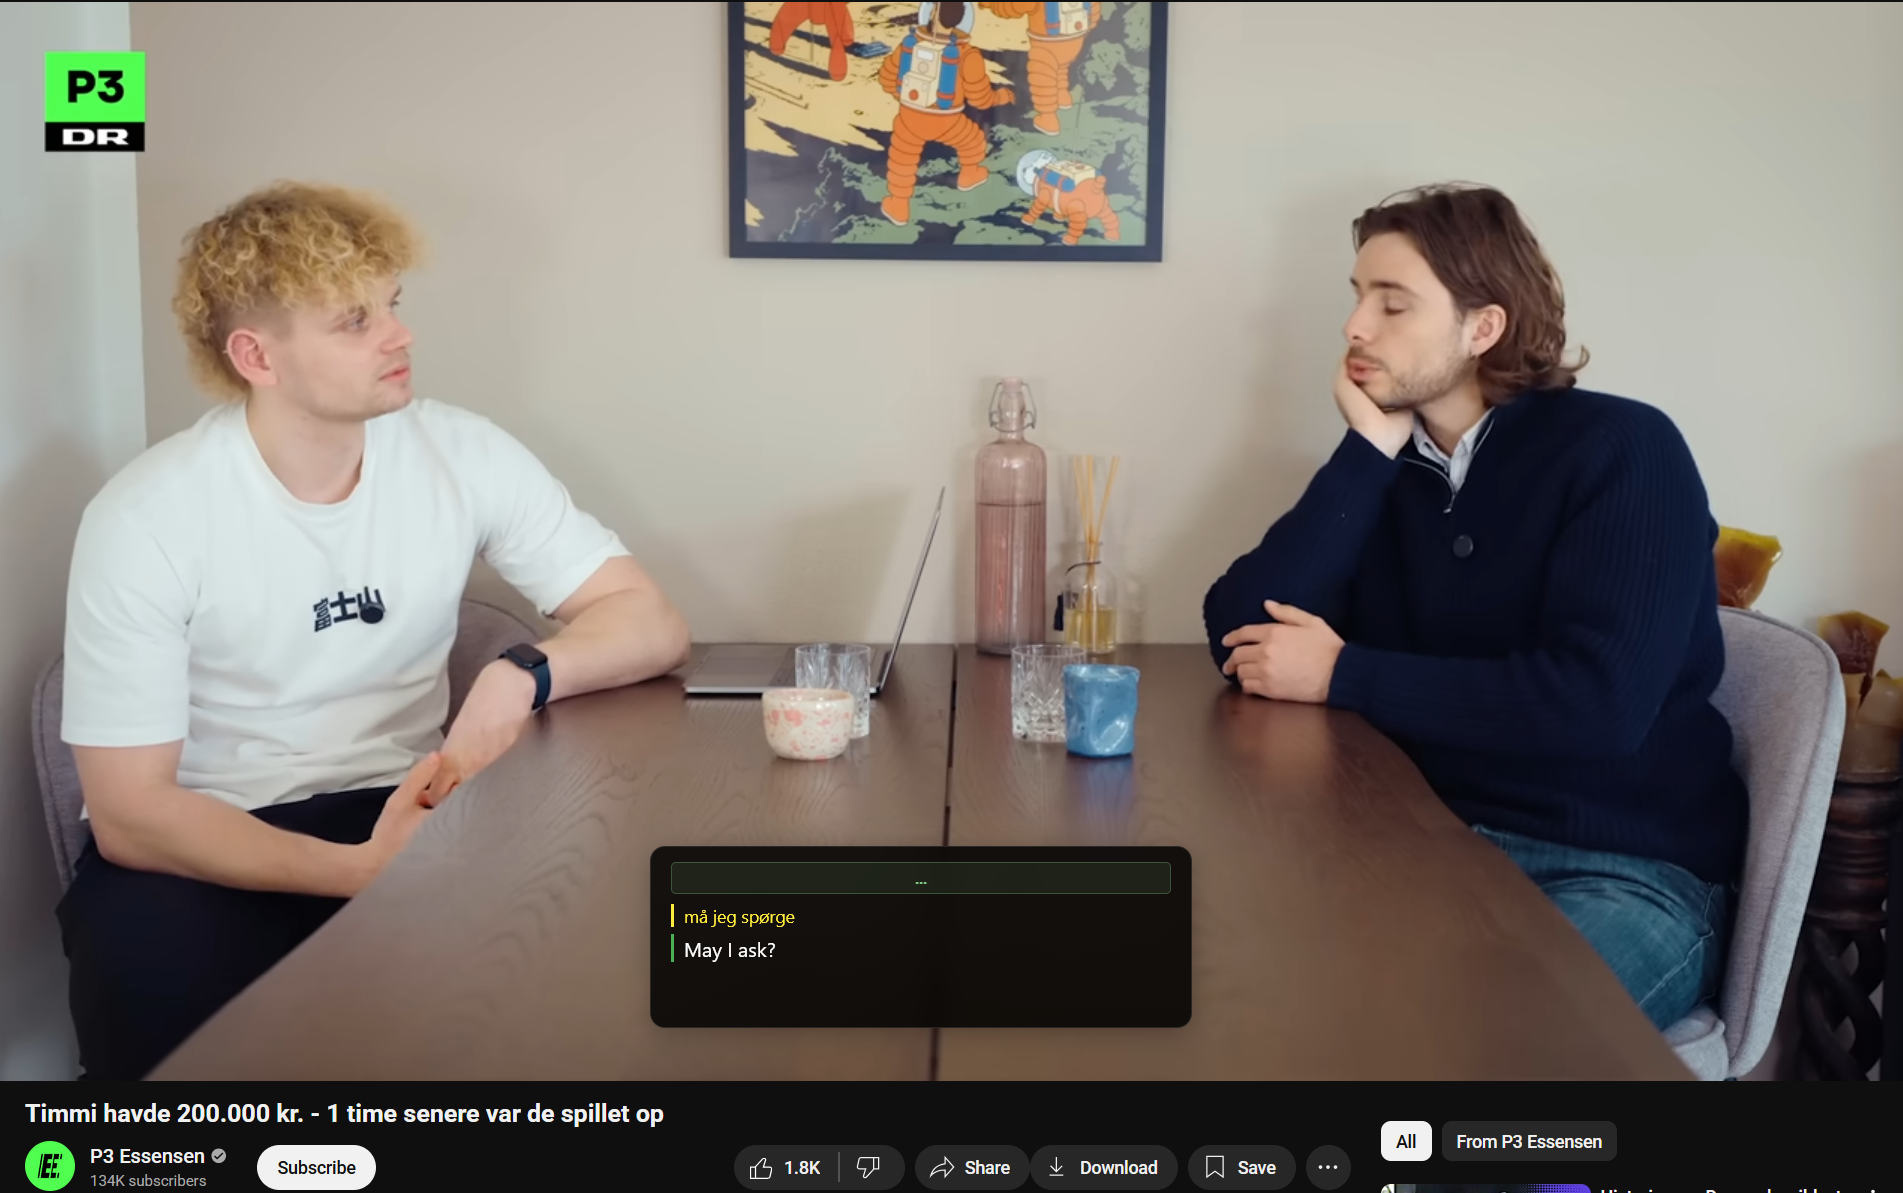 P3
DR
富士山
...
må jeg spørge
May I ask?
Timmi havde 200.000 kr. - 1 time senere var de spillet op
P3 Essensen
134K subscribers
Subscribe
1.8K
Share
Download
Save
All
From P3 Essensen